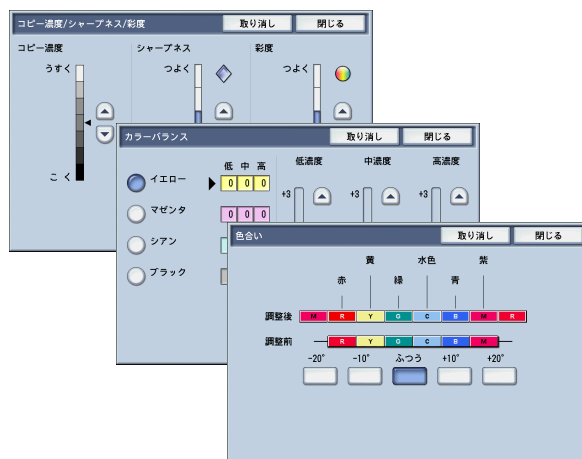 コピー濃度/シャープネス/彩度 取り消し 閉じる
コピー濃度 シャープネス 彩度
うすく つよく つよく
こく
カラーバランス 取り消し 閉じる
低 中 高 低濃度 中濃度 高濃度
イエロー 0 0 0 +3 +3 +3
マゼンタ 0 0 0
シアン
ブラック
色合い 取り消し 閉じる
黄 水色 紫
赤 緑 青
調整後 M R Y G C B M R
調整前 R Y G C B M
-20° -10° ふつう +10° +20°